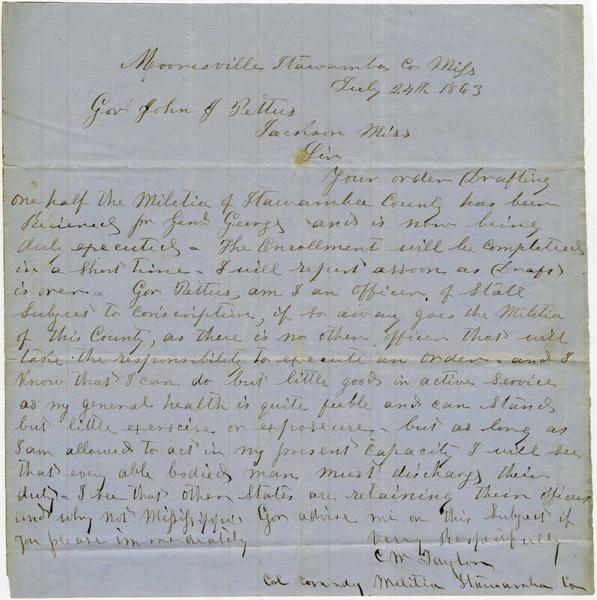 Mooresville Itawamba Co Miss
July 24th 1863
Gov John J Pettus
Jackson Miss
Sir
Your order Drafting
one half the Militia of Itawamba County has been
Recieved pr Genl George and is now being
duly executed - The Enrollment will be completed
in a short time - I will report as soon as Draft
is over - Gov Pettus, am I an officer of State
Subject to Conscription, if so away goes the Militia
of this County, as there is no other officer that will
take the responsibility to execute an order - and I
know that I can do but little good in active Service
as my general health is quite feeble and can stand
but little exercise or exposeure - but as long as
I am allowed to act in my present Capacity I will see
that every able bodied man must discharge their
duty - I see that other States are retaining their officers
and why not Mississippi. Gov advise me on this Subject if
you please immediately very Respectfully
C W Taylor
Col Comndg Militia Itawamba Co